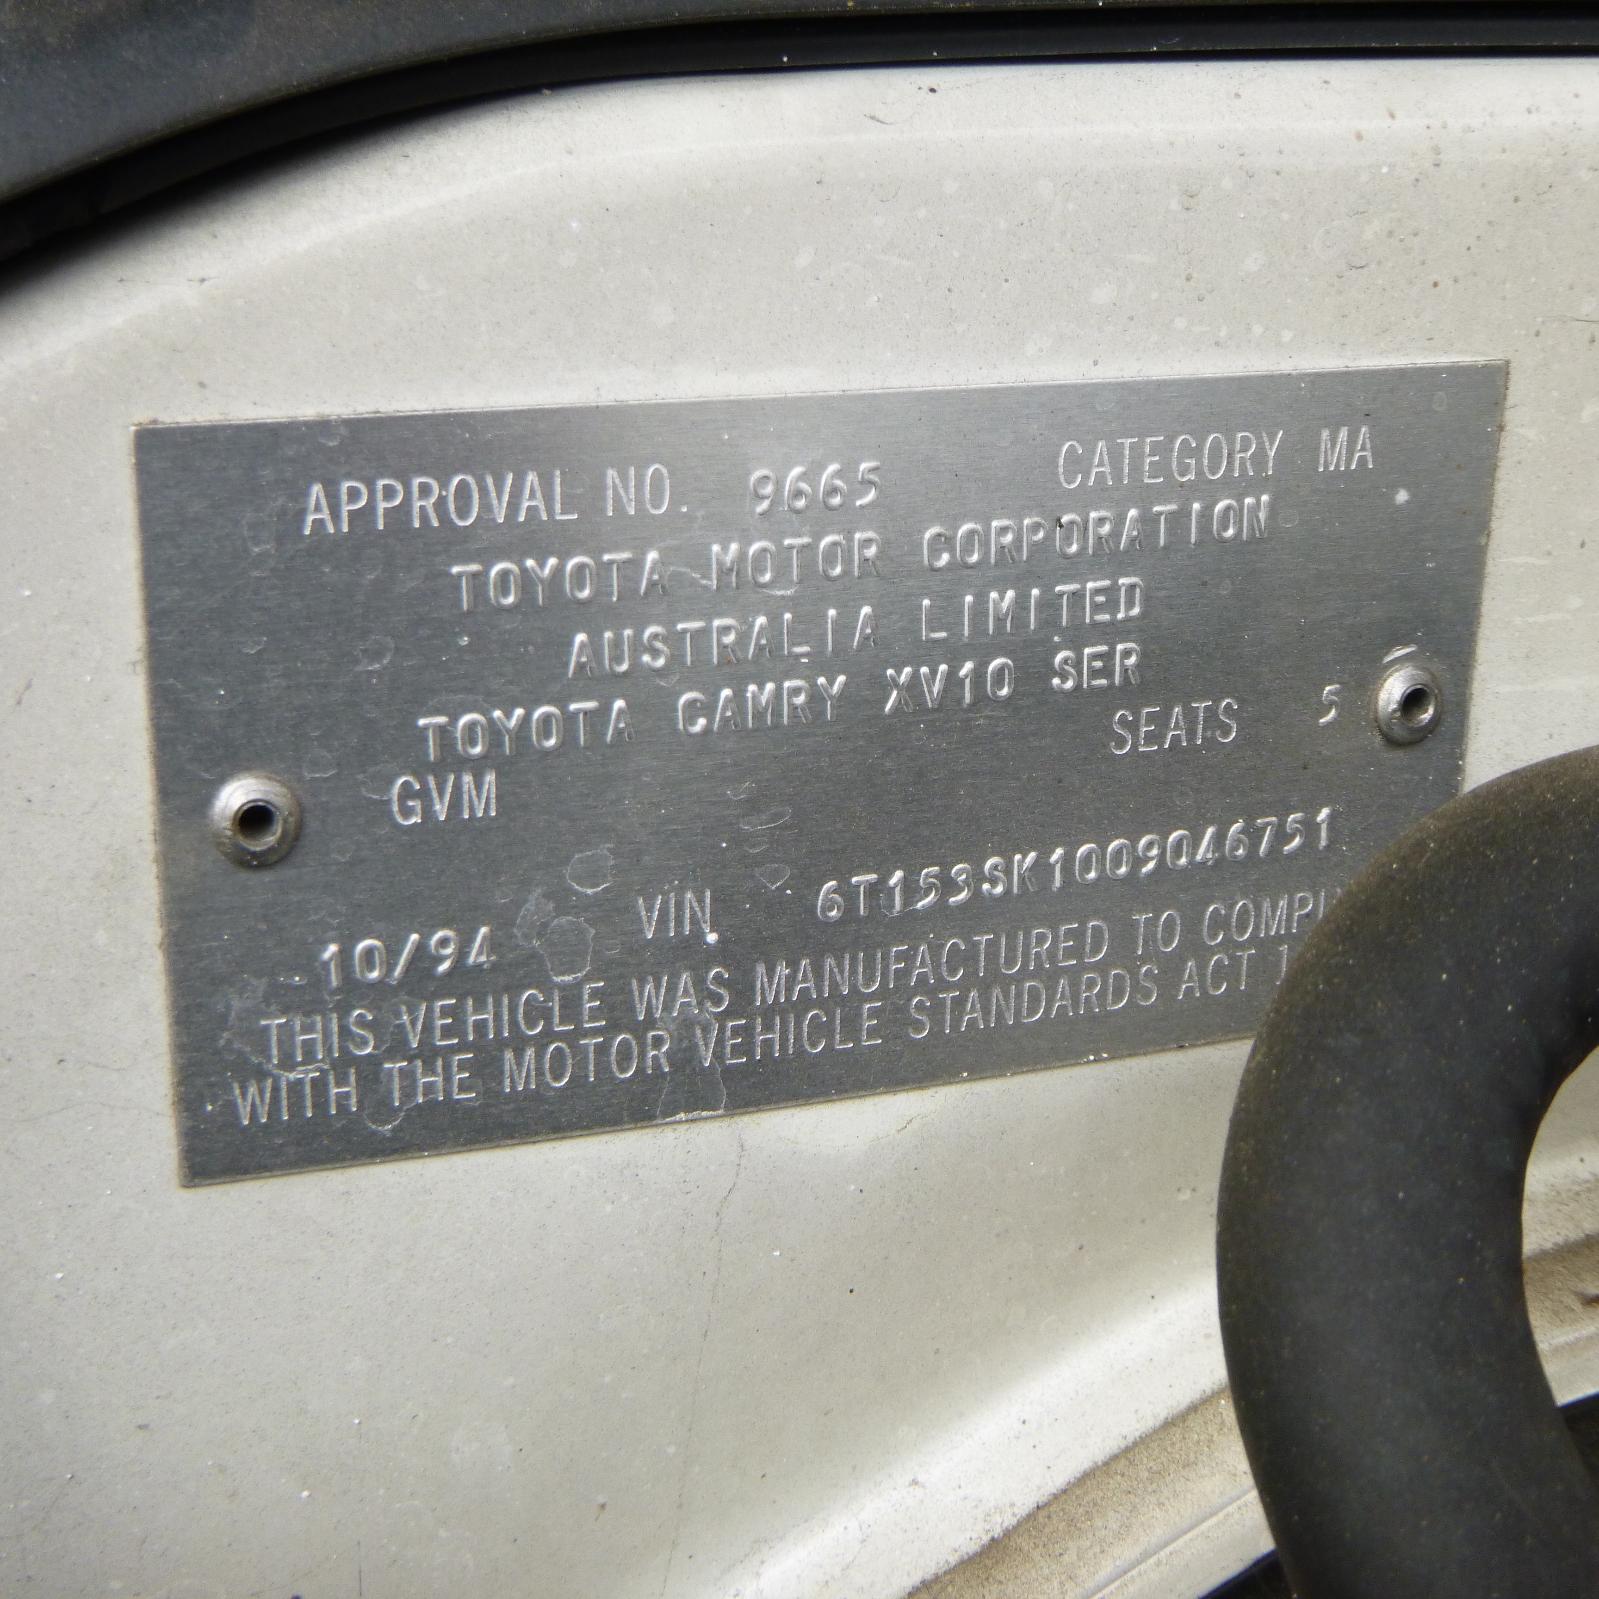 APPROVAL NO. 9665 CATEGORY MA
TOYOTA MOTOR CORPORATION
AUSTRALIA LIMITED
TOYOTA CAMRY XV10 SER
GVM SEATS 5
10/94 VIN 6T153SK1009046751
THIS VEHICLE WAS MANUFACTURED TO
WITH THE MOTOR VEHICLE STANDARDS ACT